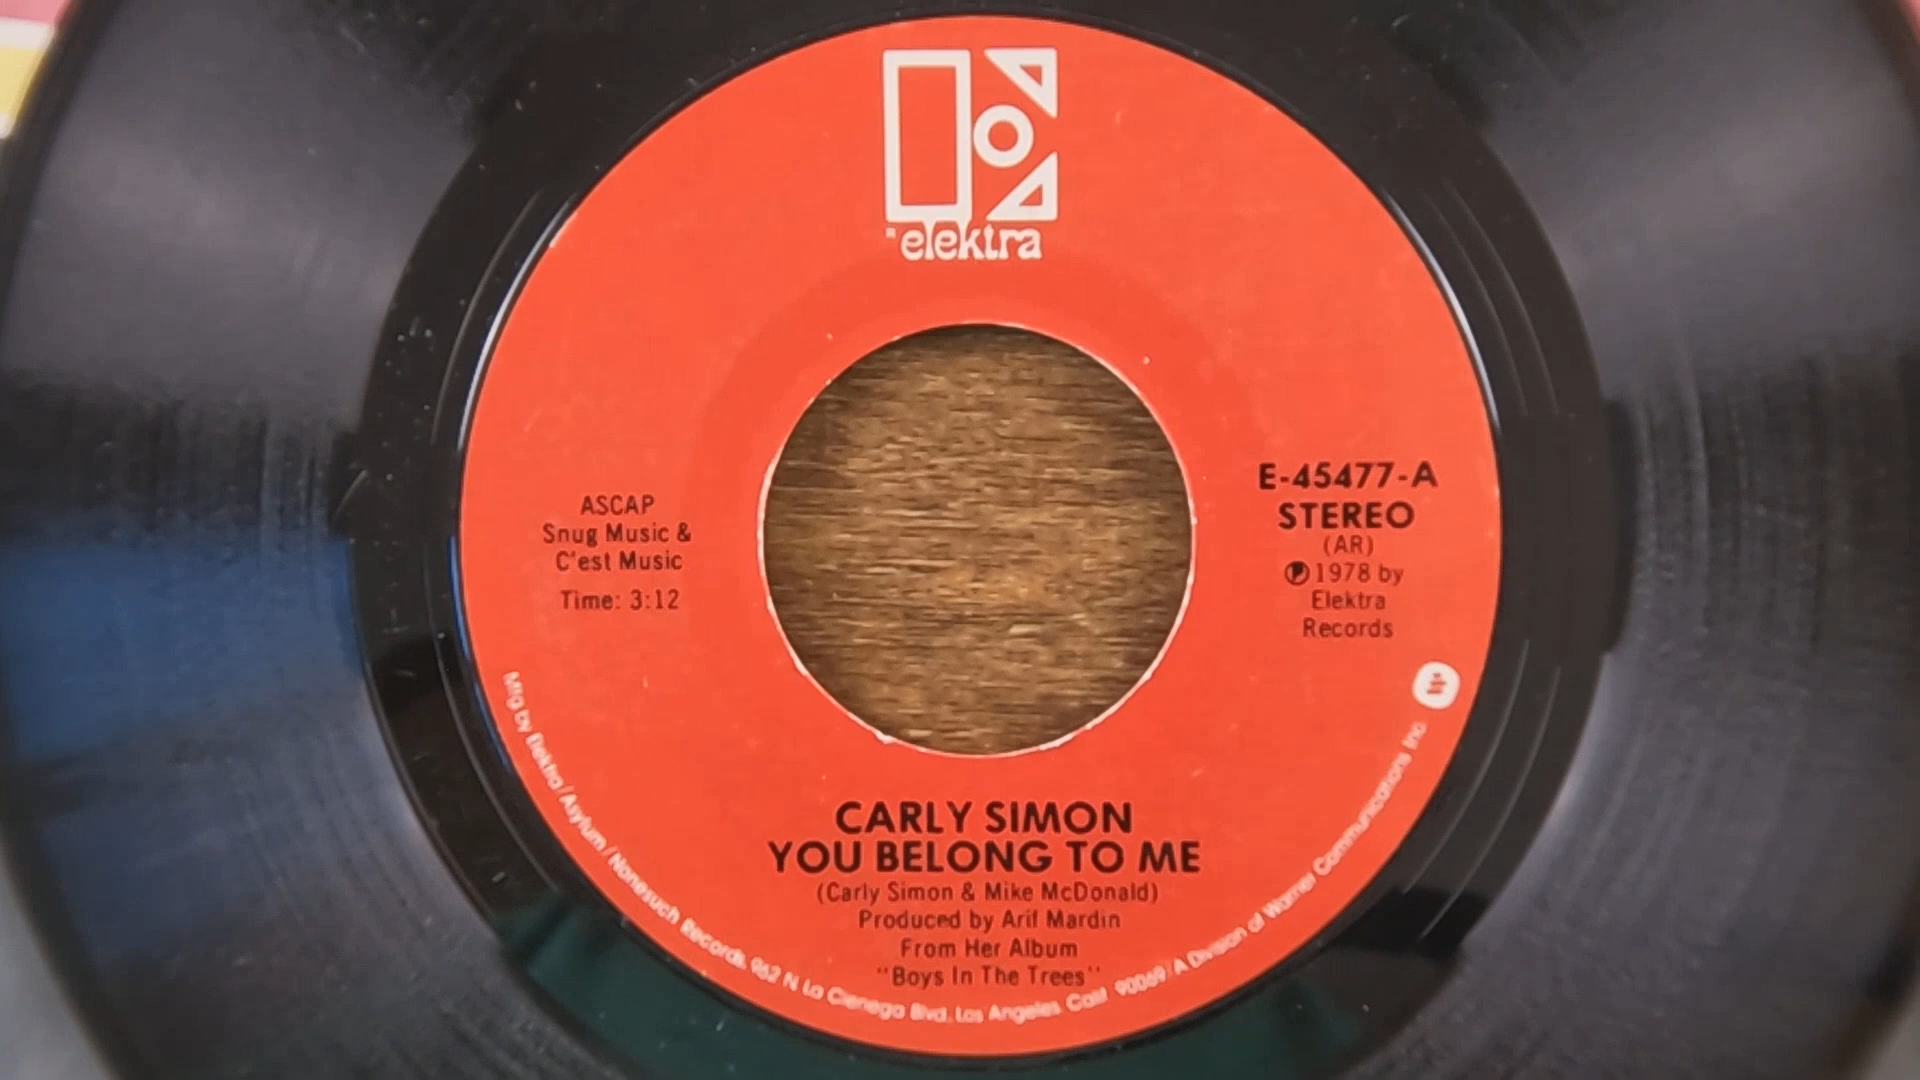 elektra
ASCAP
Snug Music &
C'est Music
Time: 3:12
E-45477-A
STEREO
(AR)
Ⓟ 1978 by
Elektra
Records
CARLY SIMON
YOU BELONG TO ME
(Carly Simon & Mike McDonald)
Produced by Arif Mardin
From Her Album
"Boys In The Trees"
Mfg by Elektra/Asylum/Nonesuch Records, 962 N La Cienega Blvd, Los Angeles, Calif 90069. A Division of Warner Communications Inc